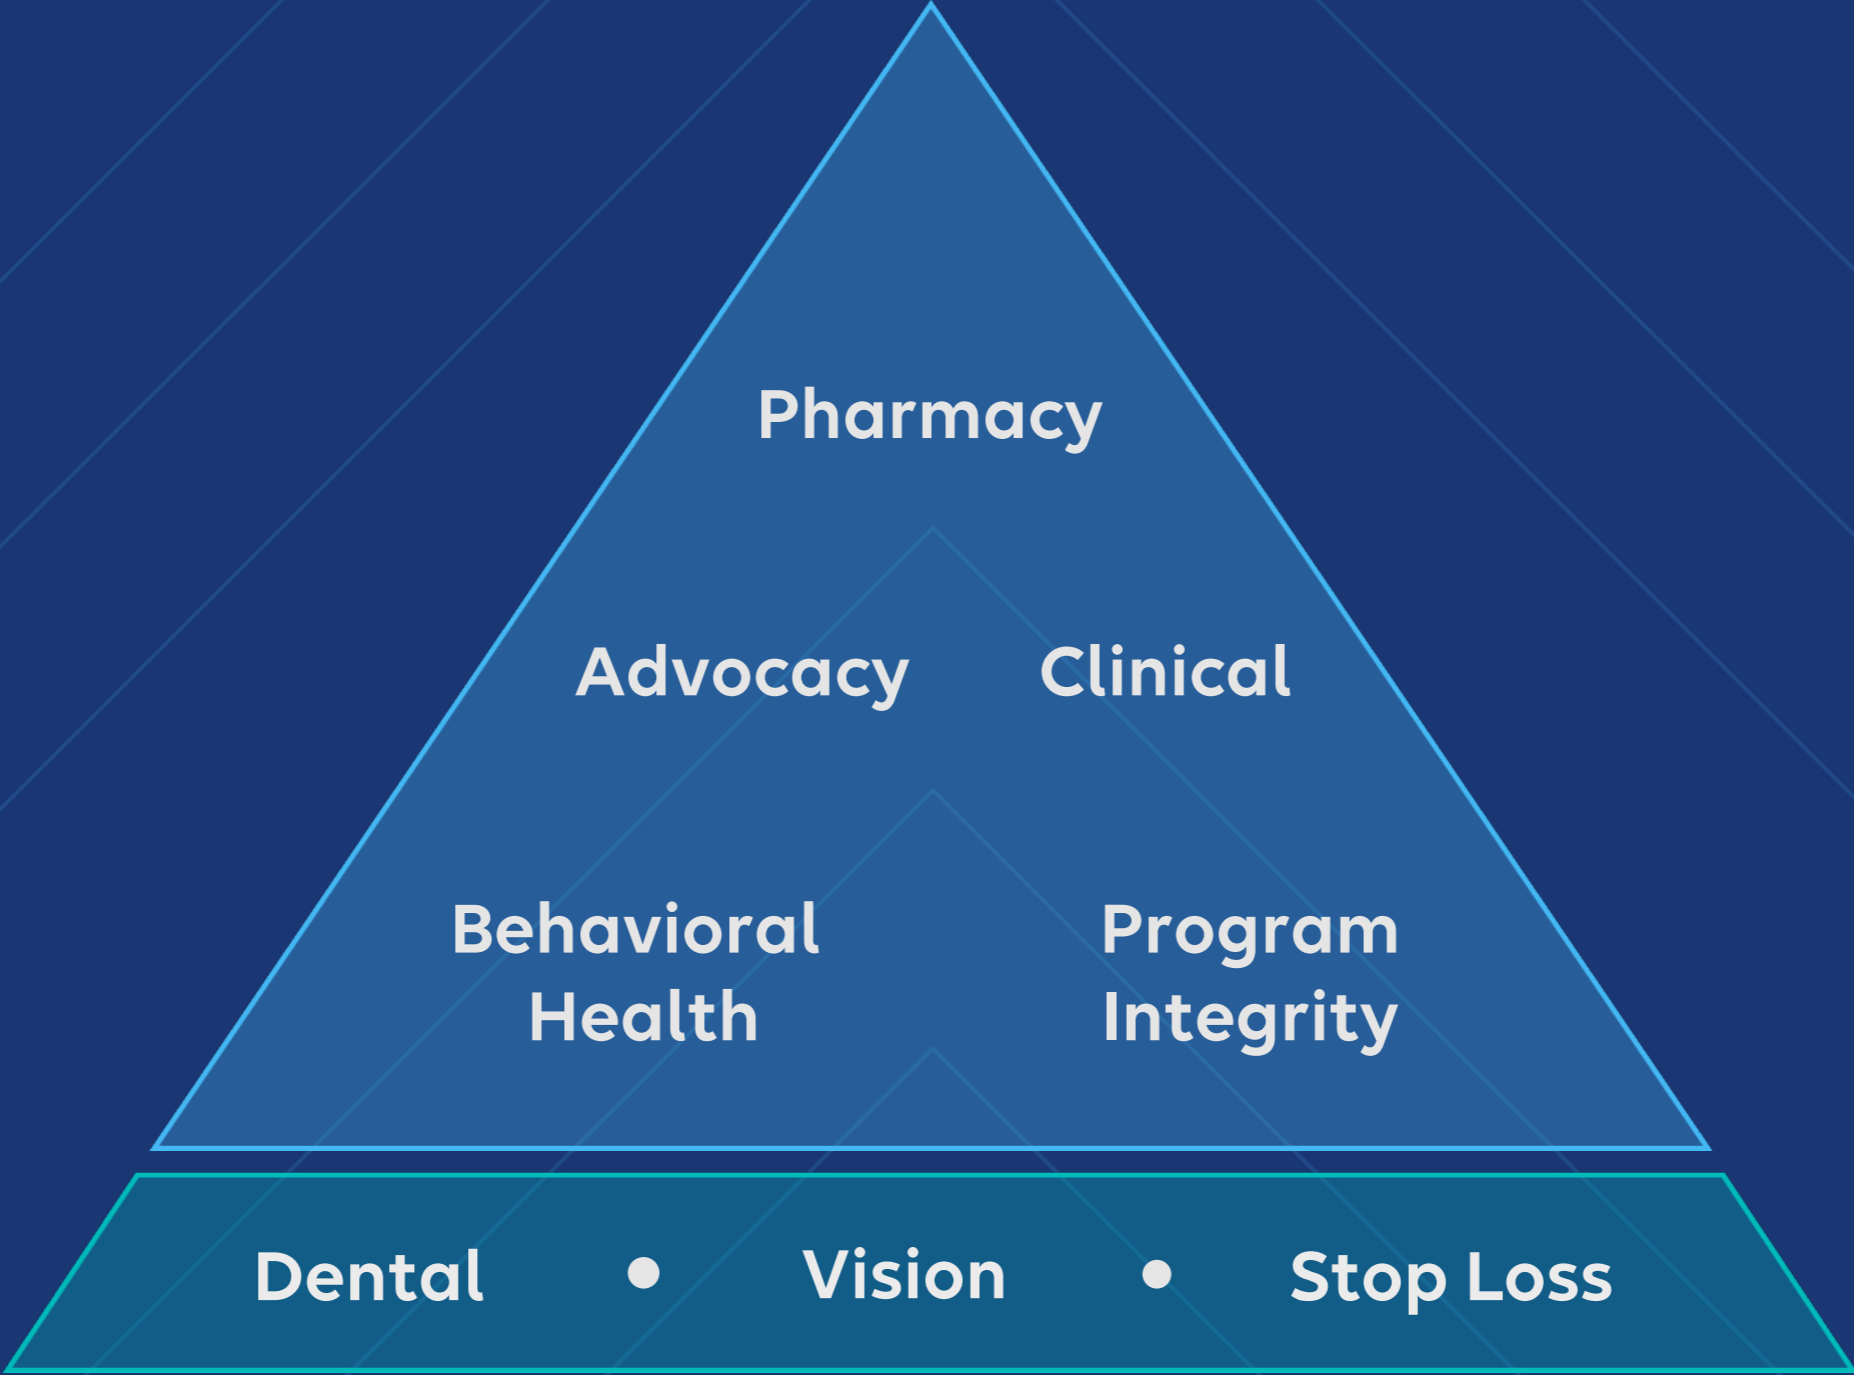 Pharmacy
Advocacy Clinical
Behavioral
Health
Program
Integrity
Dental • Vision • Stop Loss